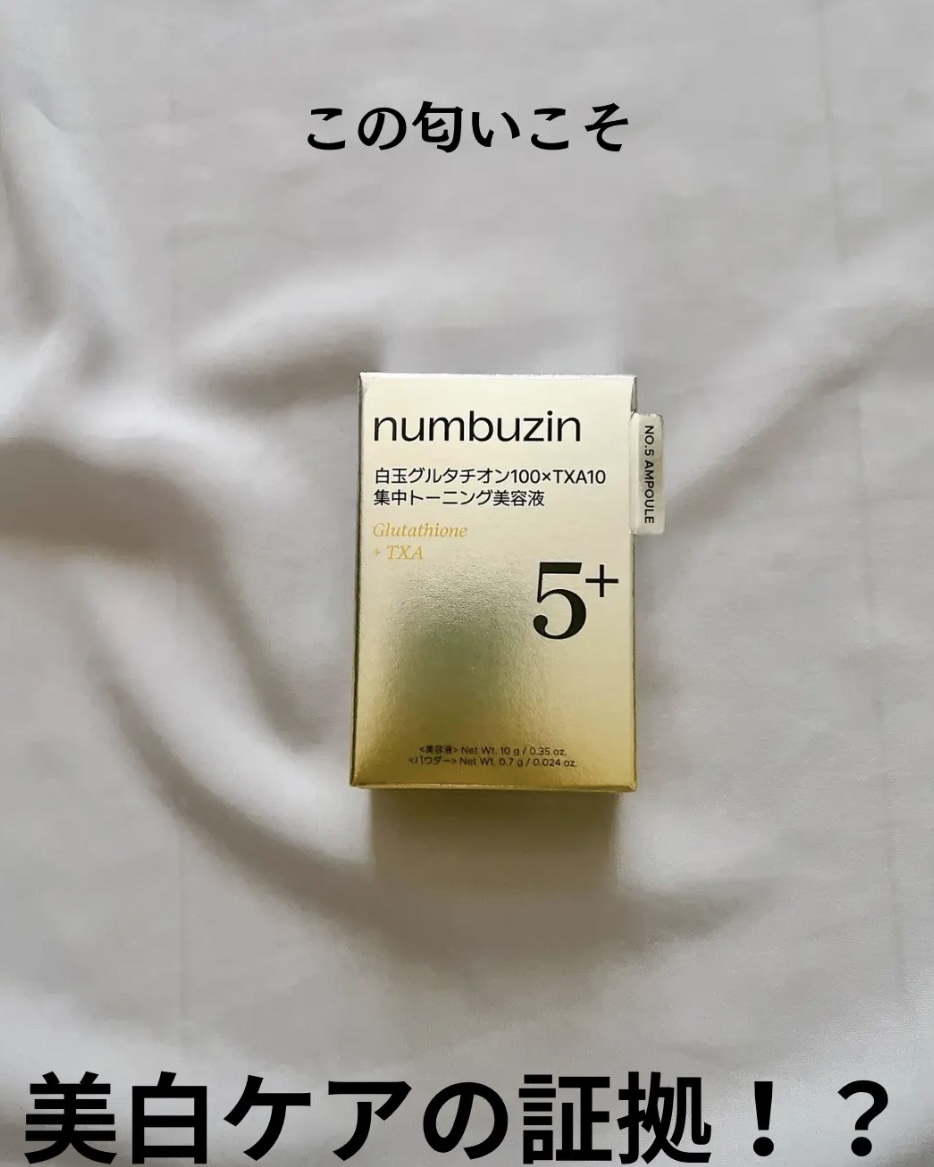 この匂いこそ
numbuzin
NO.5 AMPOULE
白玉グルタチオン100×TXA10
集中トーニング美容液
Glutathione
+ TXA
5+
<美容液> Net Wt. 10 g / 0.35 oz.
<パウダー> Net Wt. 0.7 g / 0.024 oz.
美白ケアの証拠！？